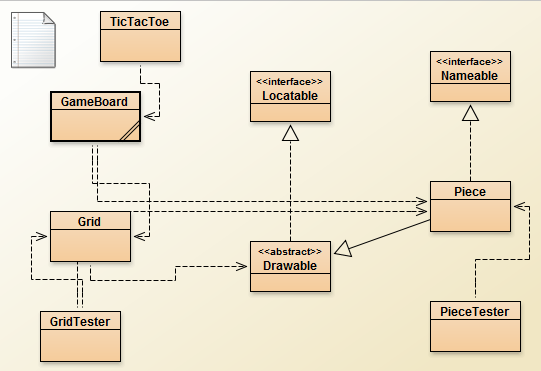 TicTacToe
<<interface>>
Nameable
<<interface>>
Locatable
GameBoard
Piece
Grid
<<abstract>>
Drawable
PieceTester
GridTester